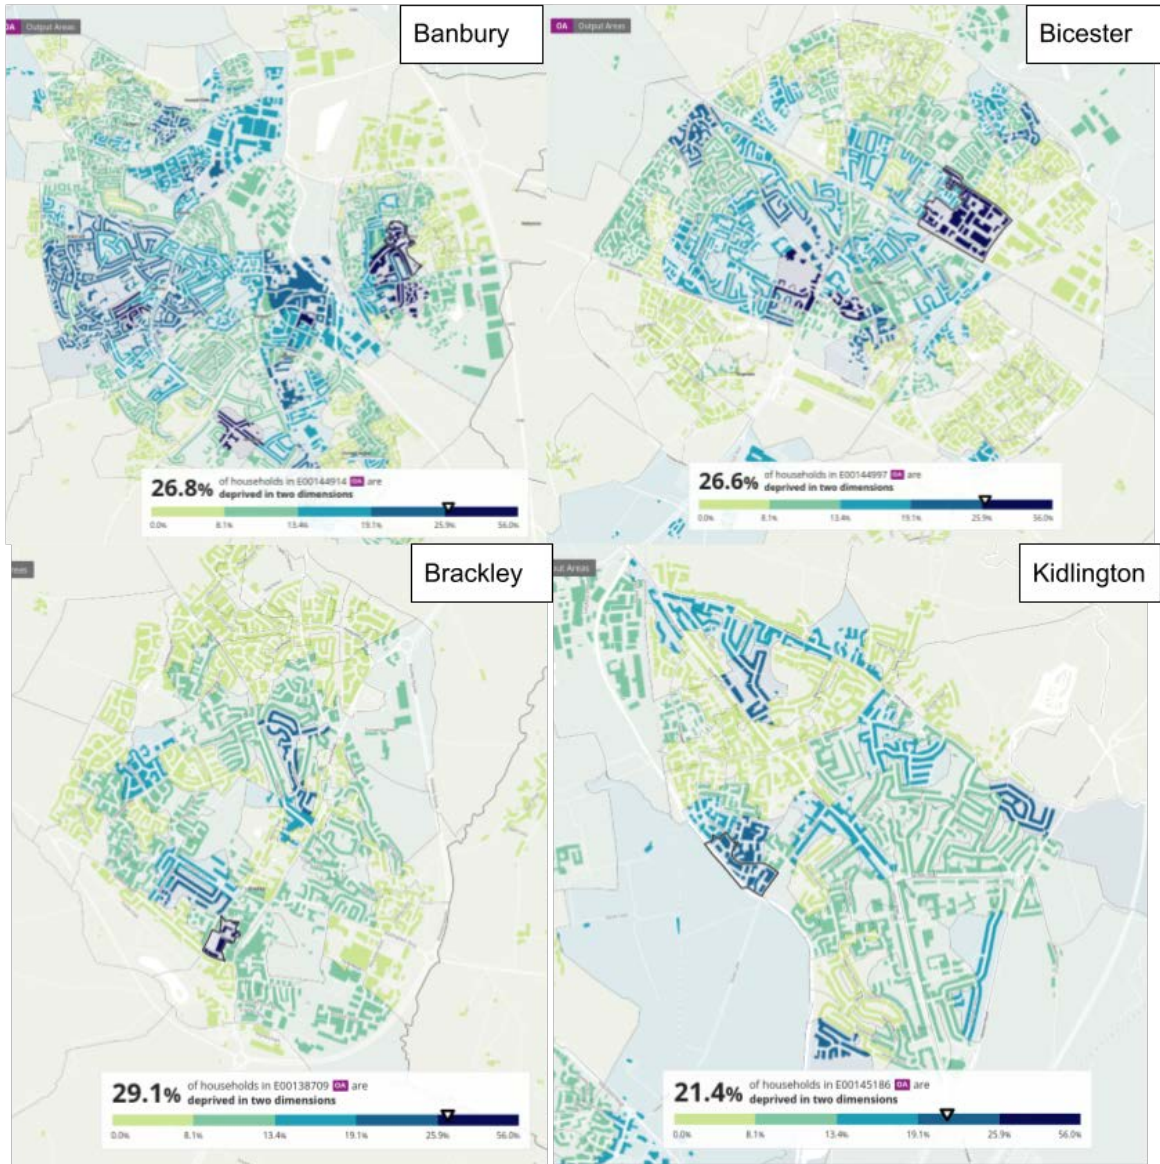 OA Output Areas
Banbury
26.8% of households in E00144914 OA are
deprived in two dimensions
0.0% 8.1% 13.4% 19.1% 25.9% 56.0%
OA Output Areas
Bicester
26.6% of households in E00144997 OA are
deprived in two dimensions
0.0% 8.1% 13.4% 19.1% 25.9% 56.0%
eas
Brackley
29.1% of households in E00138709 OA are
deprived in two dimensions
0.0% 8.1% 13.4% 19.1% 25.9% 56.0%
out Areas
Kidlington
21.4% of households in E00145186 OA are
deprived in two dimensions
0.0% 8.1% 13.4% 19.1% 25.9% 56.0%